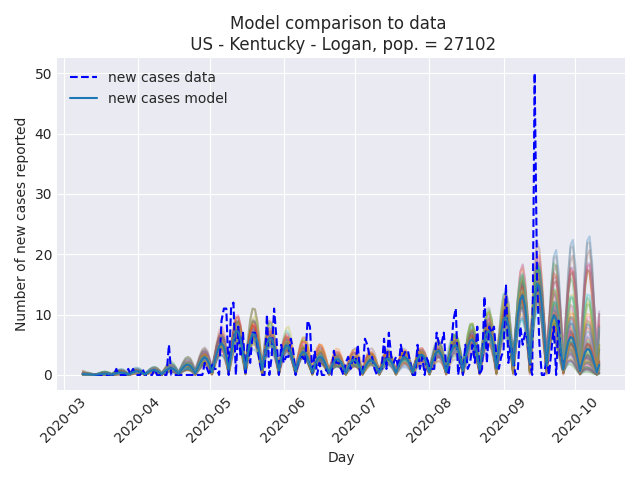 Model comparison to data
US - Kentucky - Logan, pop. = 27102
new cases data
new cases model
Number of new cases reported
50
40
30
20
10
0
2020-03
2020-04
2020-05
2020-06
2020-07
2020-08
2020-09
2020-10
Day